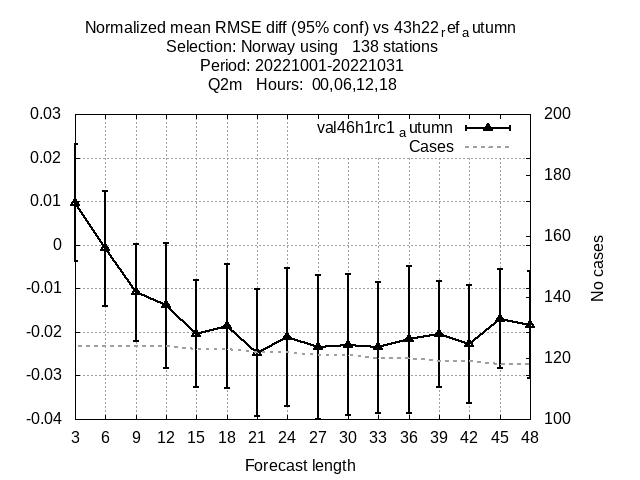 Normalized mean RMSE diff (95% conf) vs 43h22refautumn
Selection: Norway using 138 stations
Period: 20221001-20221031
Q2m Hours: 00,06,12,18
val46h1rc1autumn
Cases
0.03
0.02
0.01
0
-0.01
-0.02
-0.03
-0.04
200
180
160
140
120
100
No cases
3 6 9 12 15 18 21 24 27 30 33 36 39 42 45 48
Forecast length